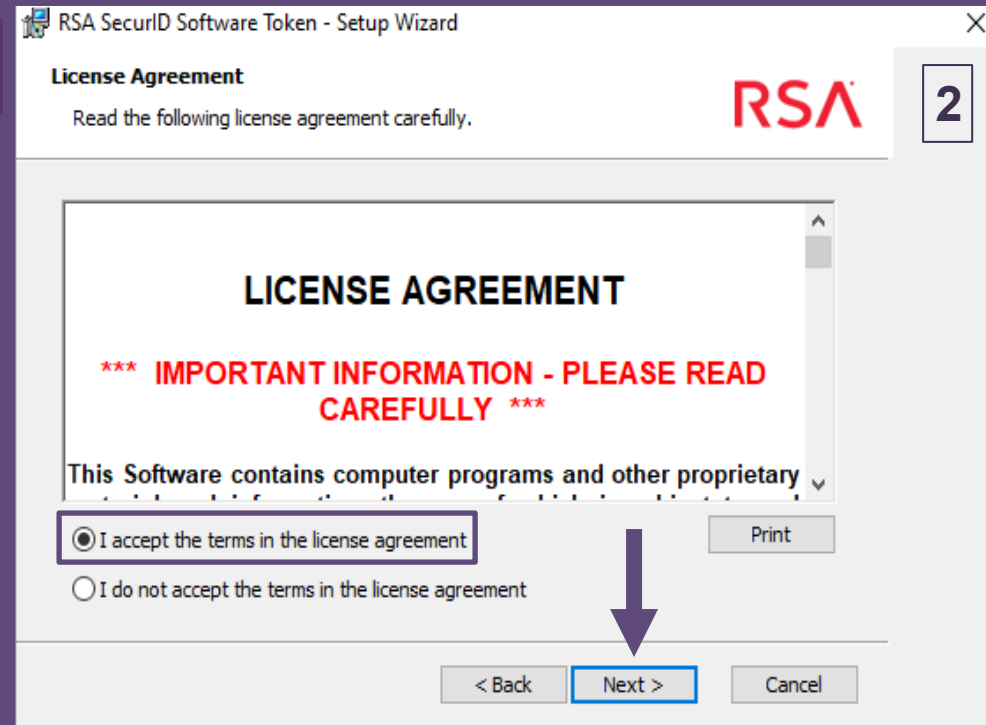 RSA SecurID Software Token - Setup Wizard
License Agreement
Read the following license agreement carefully.
RSA
2
LICENSE AGREEMENT
*** IMPORTANT INFORMATION - PLEASE READ
CAREFULLY ***
This Software contains computer programs and other proprietary
I accept the terms in the license agreement
Print
I do not accept the terms in the license agreement
< Back
Next >
Cancel